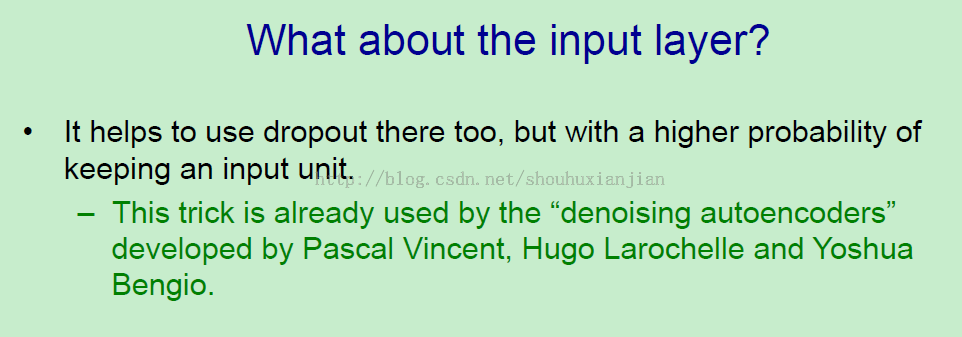 What about the input layer?
• It helps to use dropout there too, but with a higher probability of
keeping an input unit.
http://blog.csdn.net/shouhuxianjian
– This trick is already used by the “denoising autoencoders”
developed by Pascal Vincent, Hugo Larochelle and Yoshua
Bengio.